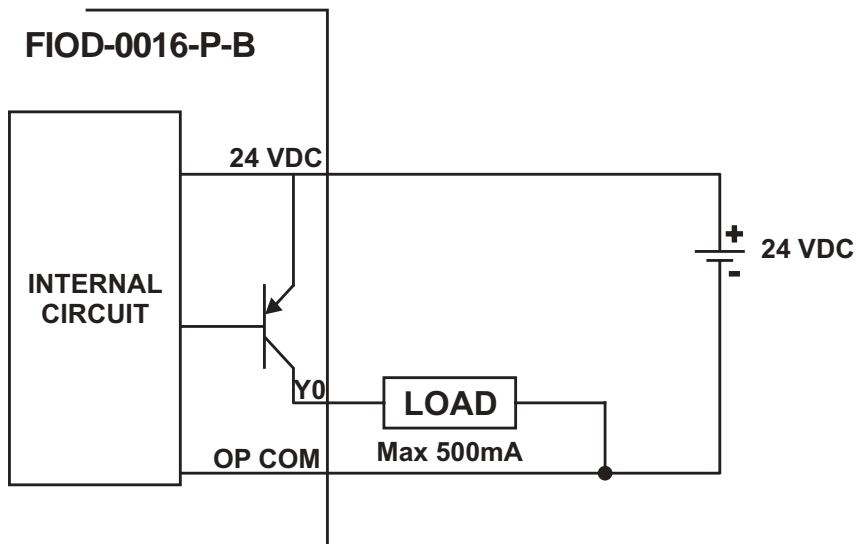 FIOD-0016-P-B
24 VDC
+
24 VDC
-
INTERNAL
CIRCUIT
Y0
LOAD
OP COM
Max 500mA